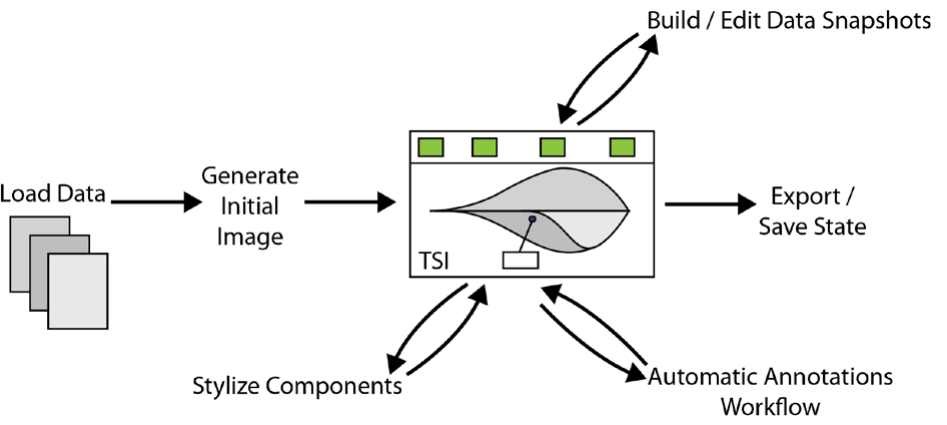 Build / Edit Data Snapshots
Load Data
Generate
Initial
Image
TSI
Export /
Save State
Stylize Components
Automatic Annotations
Workflow